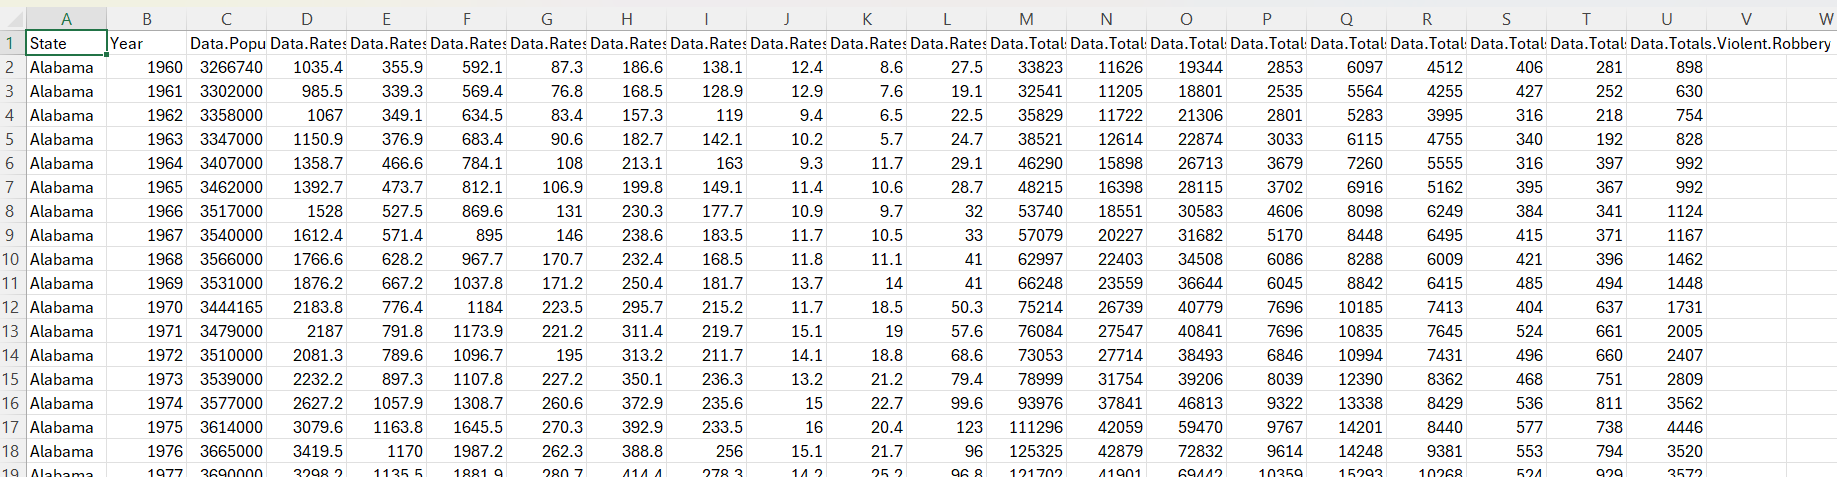 A B C D E F G H I J K L M N O P Q R S T U V W
1 State Year Data.Popu Data.Rates Data.Rates Data.Rates Data.Rates Data.Rates Data.Rates Data.Rates Data.Rates Data.Rates Data.Total Data.Total Data.Total Data.Total Data.Total Data.Total Data.Total Data.Total Data.Totals.Violent.Robbery
2 Alabama 1960 3266740 1035.4 355.9 592.1 87.3 186.6 138.1 12.4 8.6 27.5 33823 11626 19344 2853 6097 4512 406 281 898
3 Alabama 1961 3302000 985.5 339.3 569.4 76.8 168.5 128.9 12.9 7.6 19.1 32541 11205 18801 2535 5564 4255 427 252 630
4 Alabama 1962 3358000 1067 349.1 634.5 83.4 157.3 119 9.4 6.5 22.5 35829 11722 21306 2801 5283 3995 316 218 754
5 Alabama 1963 3347000 1150.9 376.9 683.4 90.6 182.7 142.1 10.2 5.7 24.7 38521 12614 22874 3033 6115 4755 340 192 828
6 Alabama 1964 3407000 1358.7 466.6 784.1 108 213.1 163 9.3 11.7 29.1 46290 15898 26713 3679 7260 5555 316 397 992
7 Alabama 1965 3462000 1392.7 473.7 812.1 106.9 199.8 149.1 11.4 10.6 28.7 48215 16398 28115 3702 6916 5162 395 367 992
8 Alabama 1966 3517000 1528 527.5 869.6 131 230.3 177.7 10.9 9.7 32 53740 18551 30583 4606 8098 6249 384 341 1124
9 Alabama 1967 3540000 1612.4 571.4 895 146 238.6 183.5 11.7 10.5 33 57079 20227 31682 5170 8448 6495 415 371 1167
10 Alabama 1968 3566000 1766.6 628.2 967.7 170.7 232.4 168.5 11.8 11.1 41 62997 22403 34508 6086 8288 6009 421 396 1462
11 Alabama 1969 3531000 1876.2 667.2 1037.8 171.2 250.4 181.7 13.7 14 41 66248 23559 36644 6045 8842 6415 485 494 1448
12 Alabama 1970 3444165 2183.8 776.4 1184 223.5 295.7 215.2 11.7 18.5 50.3 75214 26739 40779 7696 10185 7413 404 637 1731
13 Alabama 1971 3479000 2187 791.8 1173.9 221.2 311.4 219.7 15.1 19 57.6 76084 27547 40841 7696 10835 7645 524 661 2005
14 Alabama 1972 3510000 2081.3 789.6 1096.7 195 313.2 211.7 14.1 18.8 68.6 73053 27714 38493 6846 10994 7431 496 660 2407
15 Alabama 1973 3539000 2232.2 897.3 1107.8 227.2 350.1 236.3 13.2 21.2 79.4 78999 31754 39206 8039 12390 8362 468 751 2809
16 Alabama 1974 3577000 2627.2 1057.9 1308.7 260.6 372.9 235.6 15 22.7 99.6 93976 37841 46813 9322 13338 8429 536 811 3562
17 Alabama 1975 3614000 3079.6 1163.8 1645.5 270.3 392.9 233.5 16 20.4 123 111296 42059 59470 9767 14201 8440 577 738 4446
18 Alabama 1976 3665000 3419.5 1170 1987.2 262.3 388.8 256 15.1 21.7 96 125325 42879 72832 9614 14248 9381 553 794 3520
19 Alabama 1977 3690000 3298.2 1135.5 1881.9 280.7 414.4 278.3 14.2 25.2 96.8 121702 41901 69442 10359 15293 10268 524 929 3572